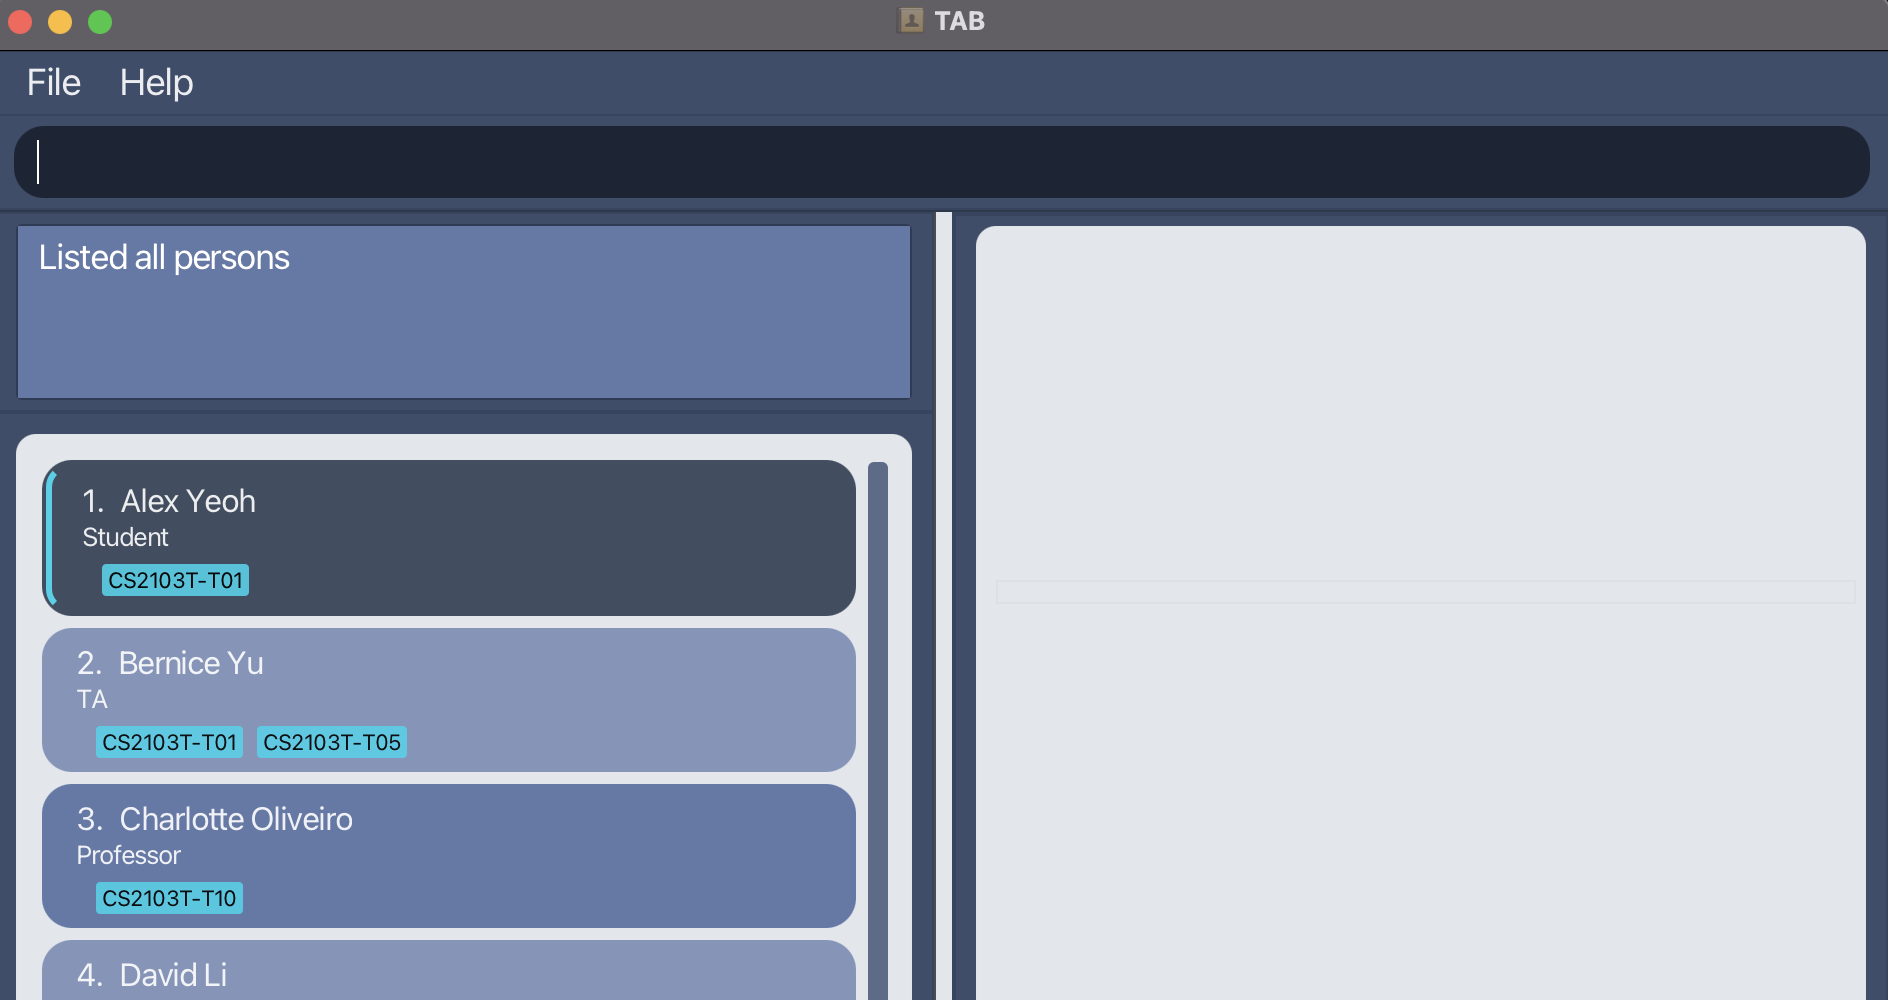 TAB
File Help
Listed all persons
1. Alex Yeoh
Student
CS2103T-T01
2. Bernice Yu
TA
CS2103T-T01 CS2103T-T05
3. Charlotte Oliveiro
Professor
CS2103T-T10
4. David Li